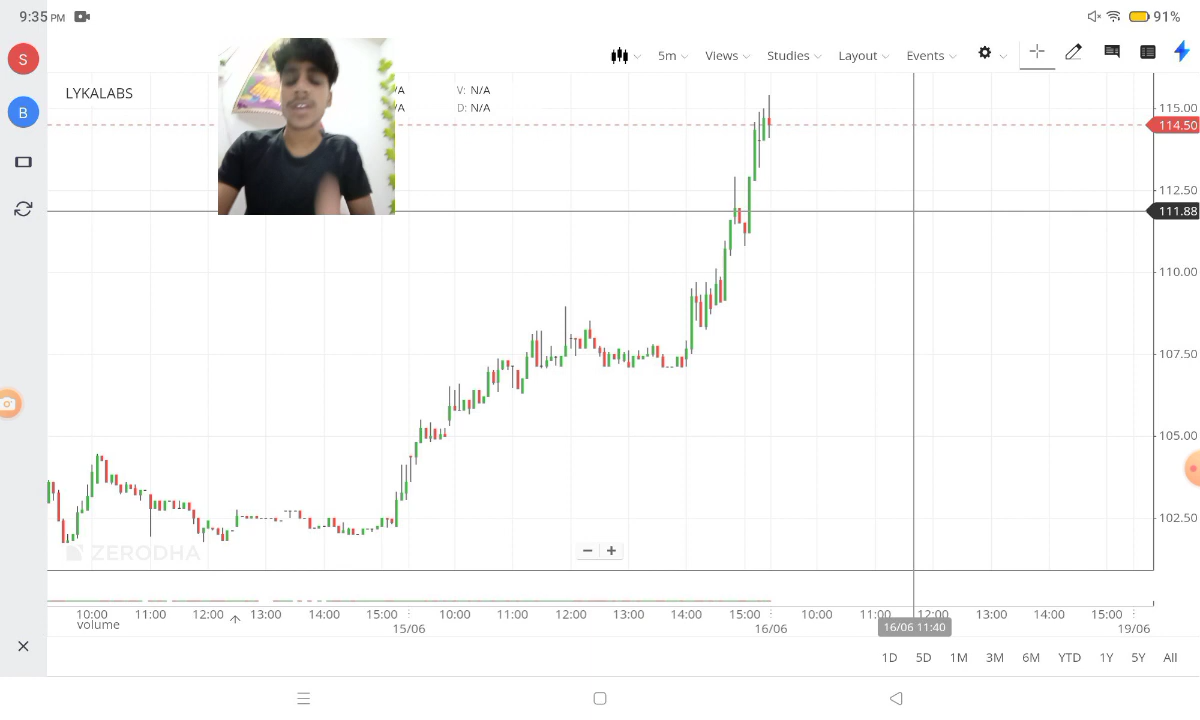 9:35 PM 91%
S
B
5m Views Studies Layout Events
LYKALABS
/A V: N/A
/A D: N/A
115.00
114.50
112.50
111.88
110.00
107.50
105.00
102.50
ZERODHA
− +
10:00 11:00 12:00 13:00 14:00 15:00 10:00 11:00 12:00 13:00 14:00 15:00 10:00 11:00 12:00 13:00 14:00 15:00
volume
15/06 16/06 16/06 11:40 19/06
1D 5D 1M 3M 6M YTD 1Y 5Y All